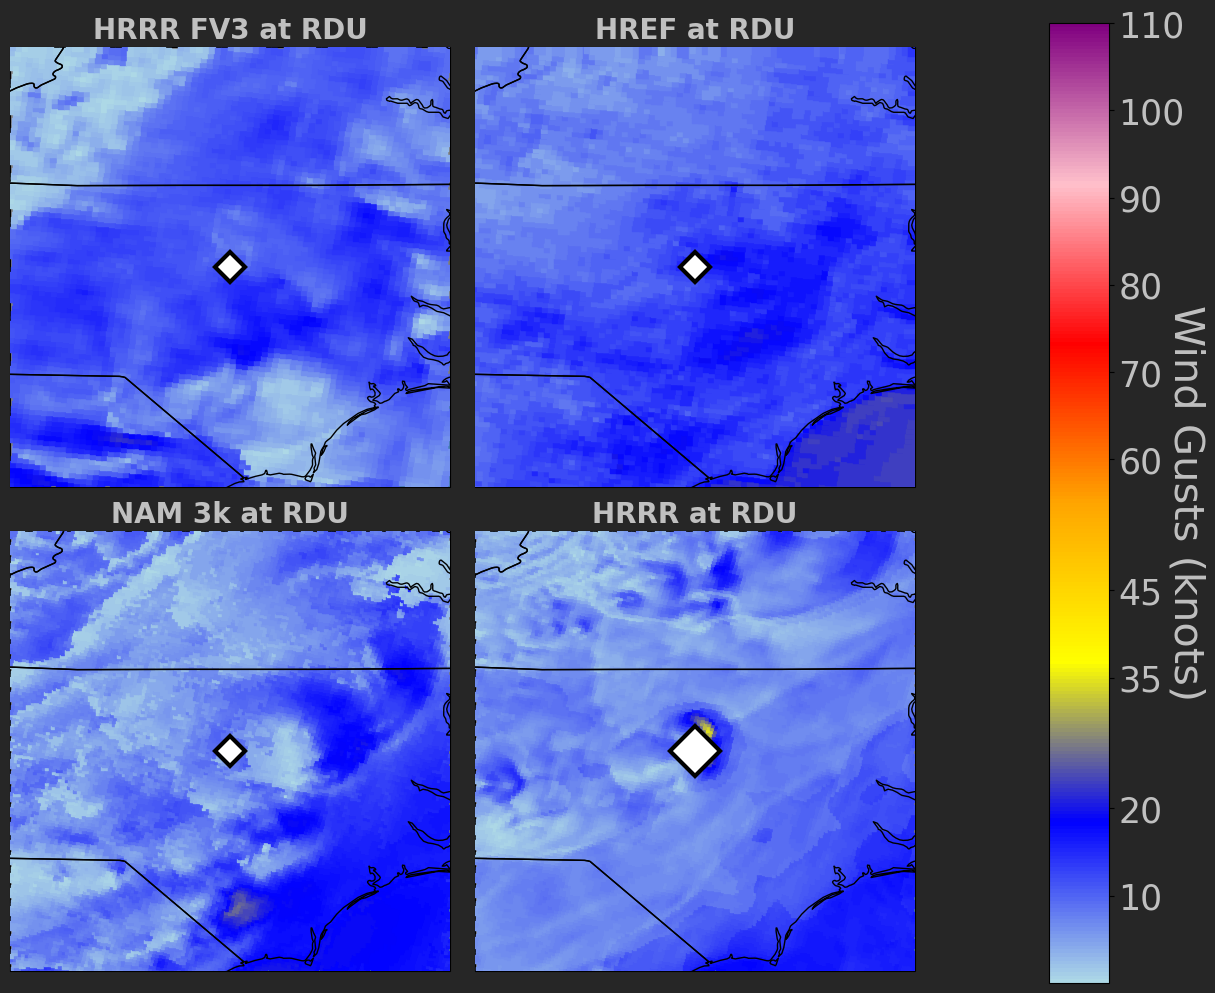 HRRR FV3 at RDU
HREF at RDU
NAM 3k at RDU
HRRR at RDU
110
100
90
80
70
60
45
35
20
10
Wind Gusts (knots)